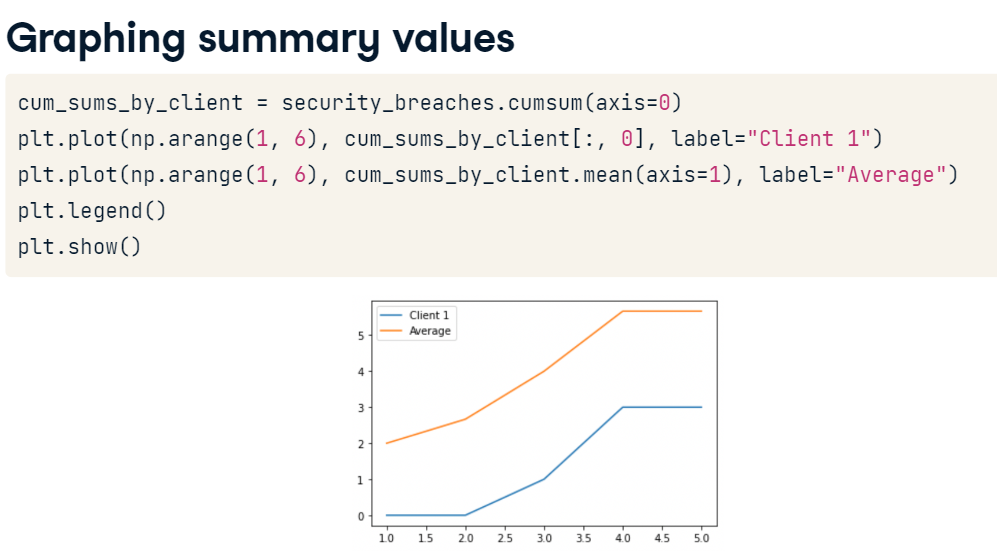 Graphing summary values
cum_sums_by_client = security_breaches.cumsum(axis=0)
plt.plot(np.arange(1, 6), cum_sums_by_client[:, 0], label="Client 1")
plt.plot(np.arange(1, 6), cum_sums_by_client.mean(axis=1), label="Average")
plt.legend()
plt.show()
Client 1
Average
5
4
3
2
1
0
1.0 1.5 2.0 2.5 3.0 3.5 4.0 4.5 5.0